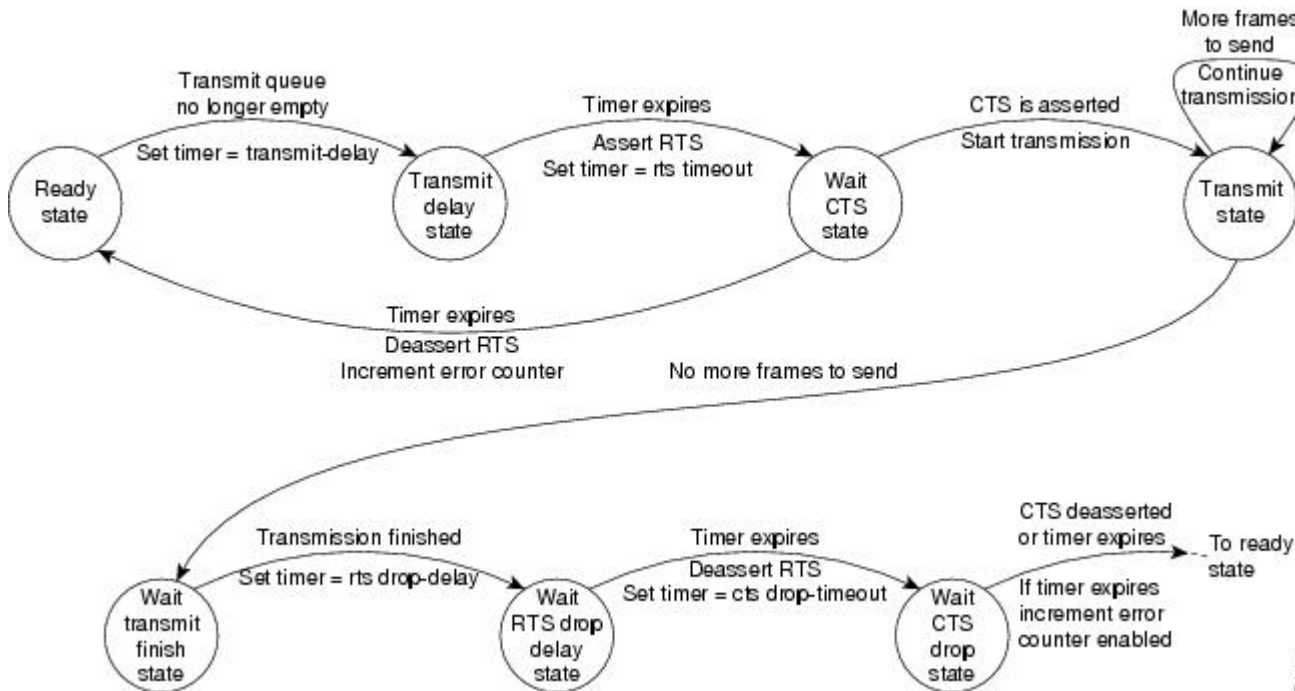 More frames
to send
Continue
transmission
Transmit queue
no longer empty
Set timer = transmit-delay
Timer expires
Assert RTS
Set timer = rts timeout
CTS is asserted
Start transmission
Ready
state
Transmit
delay
state
Wait
CTS
state
Transmit
state
Timer expires
Deassert RTS
Increment error counter
No more frames to send
Transmission finished
Set timer = rts drop-delay
Timer expires
Deassert RTS
Set timer = cts drop-timeout
CTS deasserted
or timer expires
To ready
state
If timer expires
increment error
counter enabled
Wait
transmit
finish
state
Wait
RTS drop
delay
state
Wait
CTS
drop
state